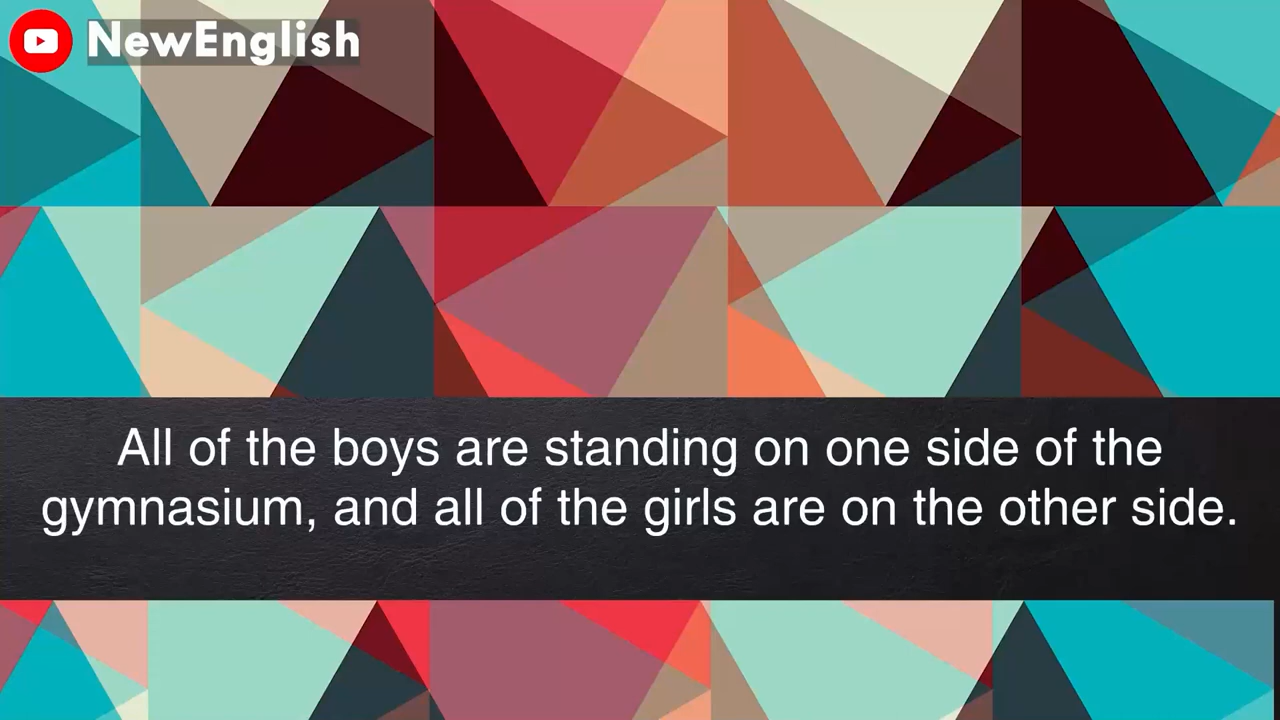 NewEnglish
All of the boys are standing on one side of the
gymnasium, and all of the girls are on the other side.